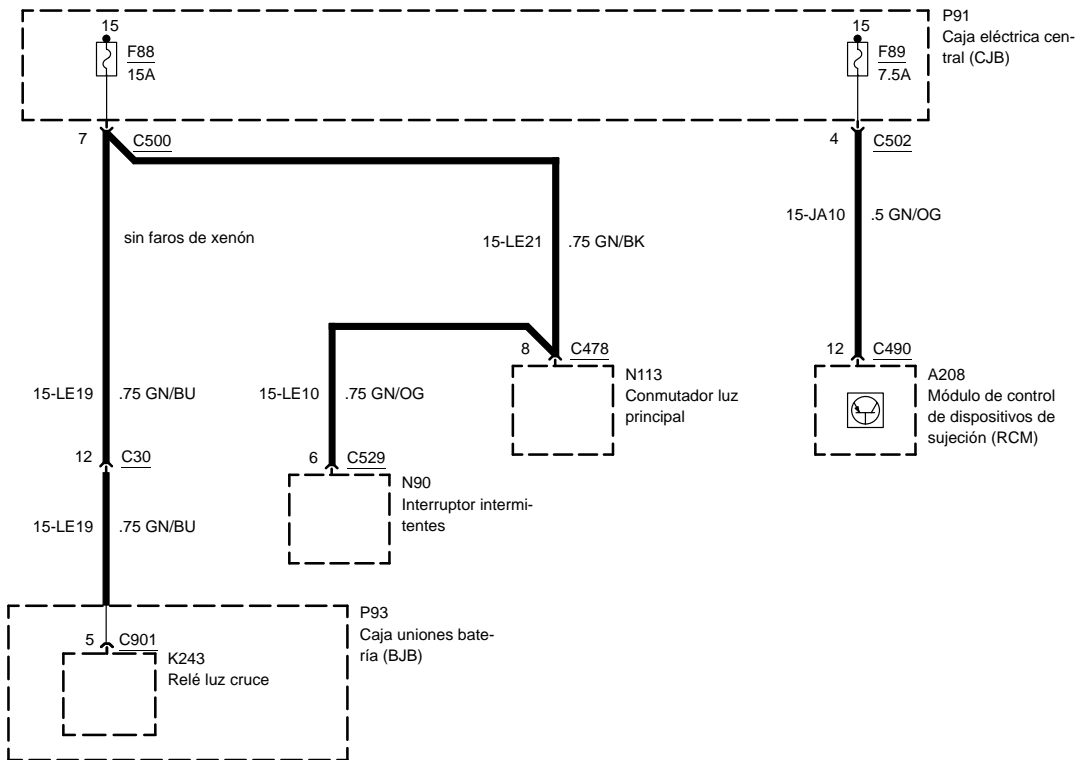 15
F88
15A
15
F89
7.5A
P91
Caja eléctrica cen-
tral (CJB)
7
C500
4
C502
sin faros de xenón
15-LE21
.75 GN/BK
15-JA10
.5 GN/OG
15-LE19
.75 GN/BU
15-LE10
.75 GN/OG
8
C478
N113
Conmutador luz
principal
12
C490
A208
Módulo de control
de dispositivos de
sujeción (RCM)
12
C30
6
C529
N90
Interruptor intermi-
tentes
15-LE19
.75 GN/BU
P93
Caja uniones bate-
ría (BJB)
5
C901
K243
Relé luz cruce